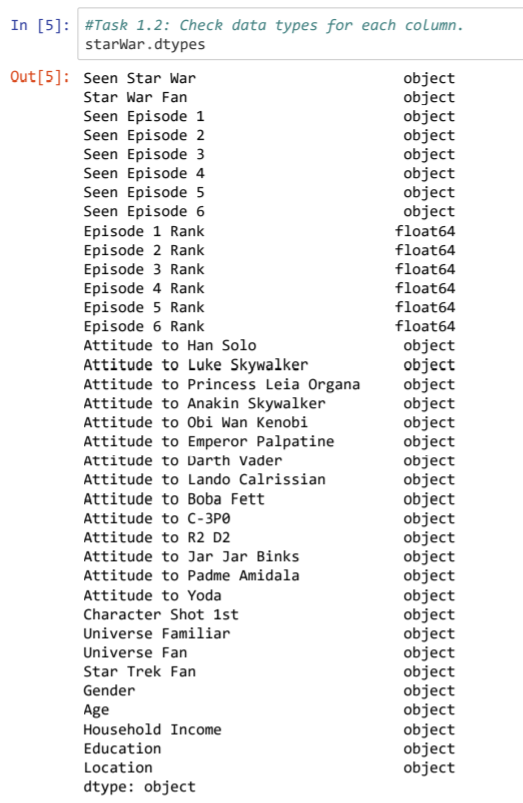 In [5]: #Task 1.2: Check data types for each column.
starWar.dtypes
Out[5]: Seen Star War object
Star War Fan object
Seen Episode 1 object
Seen Episode 2 object
Seen Episode 3 object
Seen Episode 4 object
Seen Episode 5 object
Seen Episode 6 object
Episode 1 Rank float64
Episode 2 Rank float64
Episode 3 Rank float64
Episode 4 Rank float64
Episode 5 Rank float64
Episode 6 Rank float64
Attitude to Han Solo object
Attitude to Luke Skywalker object
Attitude to Princess Leia Organa object
Attitude to Anakin Skywalker object
Attitude to Obi Wan Kenobi object
Attitude to Emperor Palpatine object
Attitude to Darth Vader object
Attitude to Lando Calrissian object
Attitude to Boba Fett object
Attitude to C-3P0 object
Attitude to R2 D2 object
Attitude to Jar Jar Binks object
Attitude to Padme Amidala object
Attitude to Yoda object
Character Shot 1st object
Universe Familiar object
Universe Fan object
Star Trek Fan object
Gender object
Age object
Household Income object
Education object
Location object
dtype: object